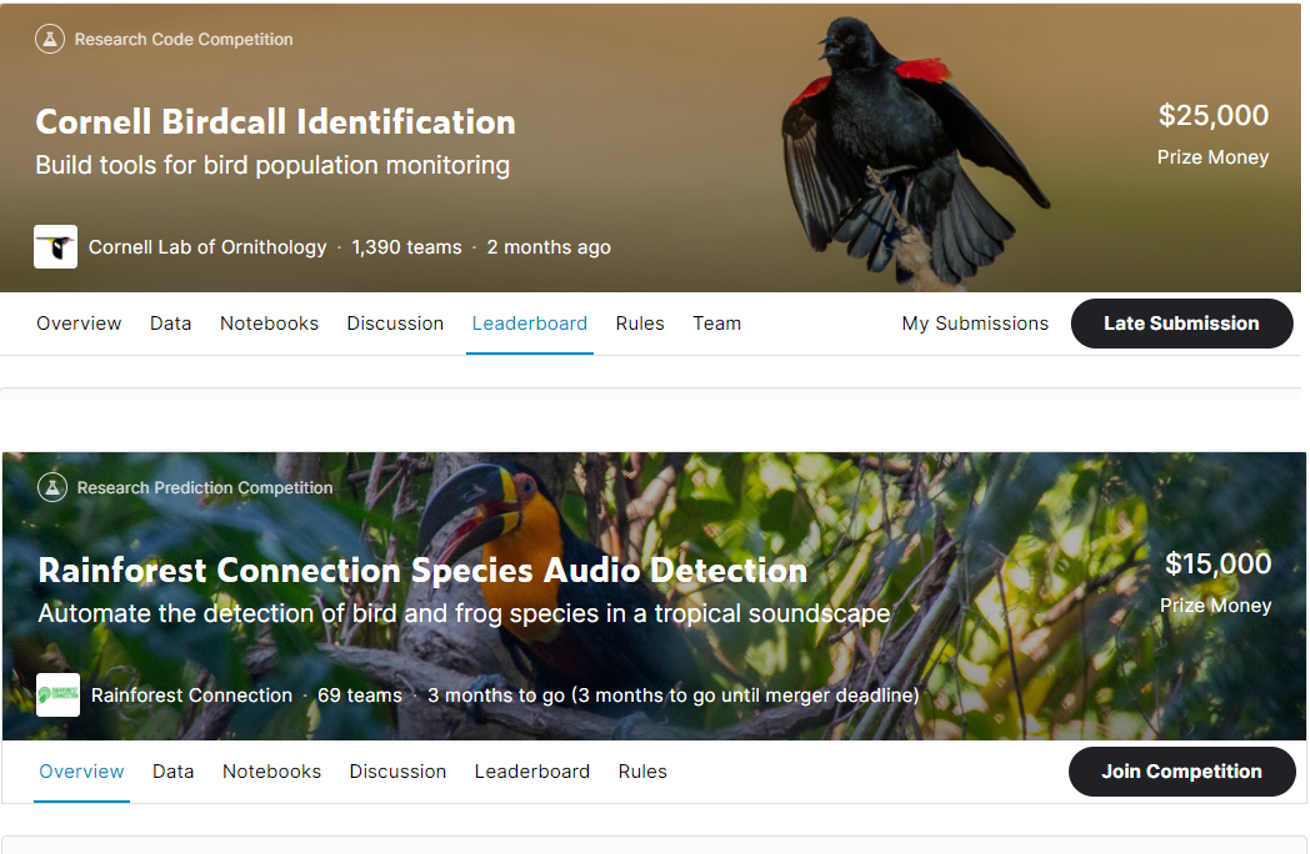 Research Code Competition
Cornell Birdcall Identification
$25,000
Build tools for bird population monitoring
Prize Money
Cornell Lab of Ornithology · 1,390 teams · 2 months ago
Overview Data Notebooks Discussion Leaderboard Rules Team My Submissions Late Submission
Research Prediction Competition
Rainforest Connection Species Audio Detection
$15,000
Automate the detection of bird and frog species in a tropical soundscape
Prize Money
Rainforest Connection · 69 teams · 3 months to go (3 months to go until merger deadline)
Overview Data Notebooks Discussion Leaderboard Rules Join Competition